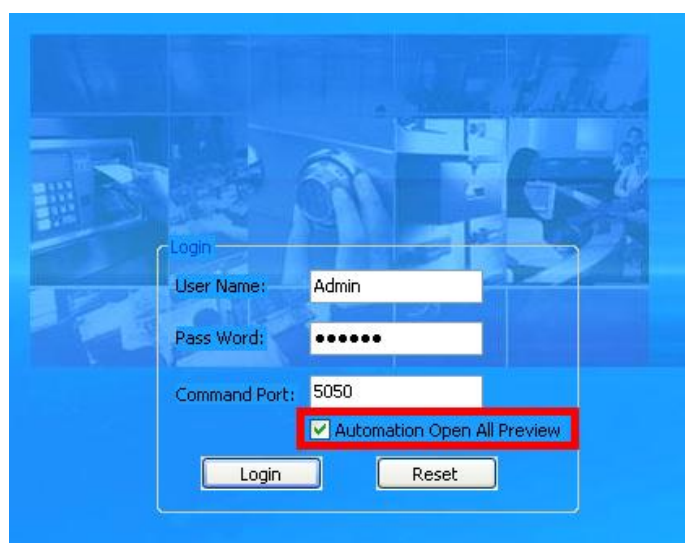 Login
User Name: Admin
Pass Word: ●●●●●●
Command Port: 5050
Automation Open All Preview
Login Reset